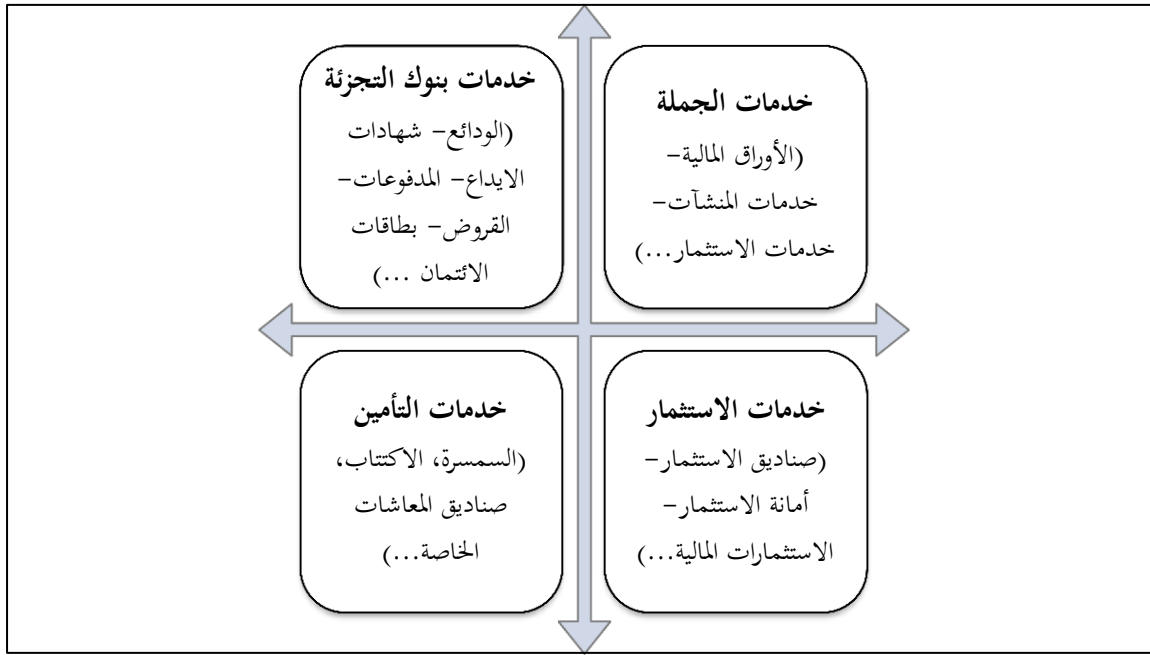 خدمات الجملة
(الأوراق المالية-
خدمات المنشآت-
خدمات الاستثمار...)
خدمات بنوك التجزئة
(الودائع- شهادات
الايداع- المدفوعات-
القروض- بطاقات
الائتمان ...)
خدمات الاستثمار
(صناديق الاستثمار-
أمانة الاستثمار-
الاستثمارات المالية...)
خدمات التأمين
(السمسرة، الاكتتاب،
صناديق المعاشات
الخاصة...)